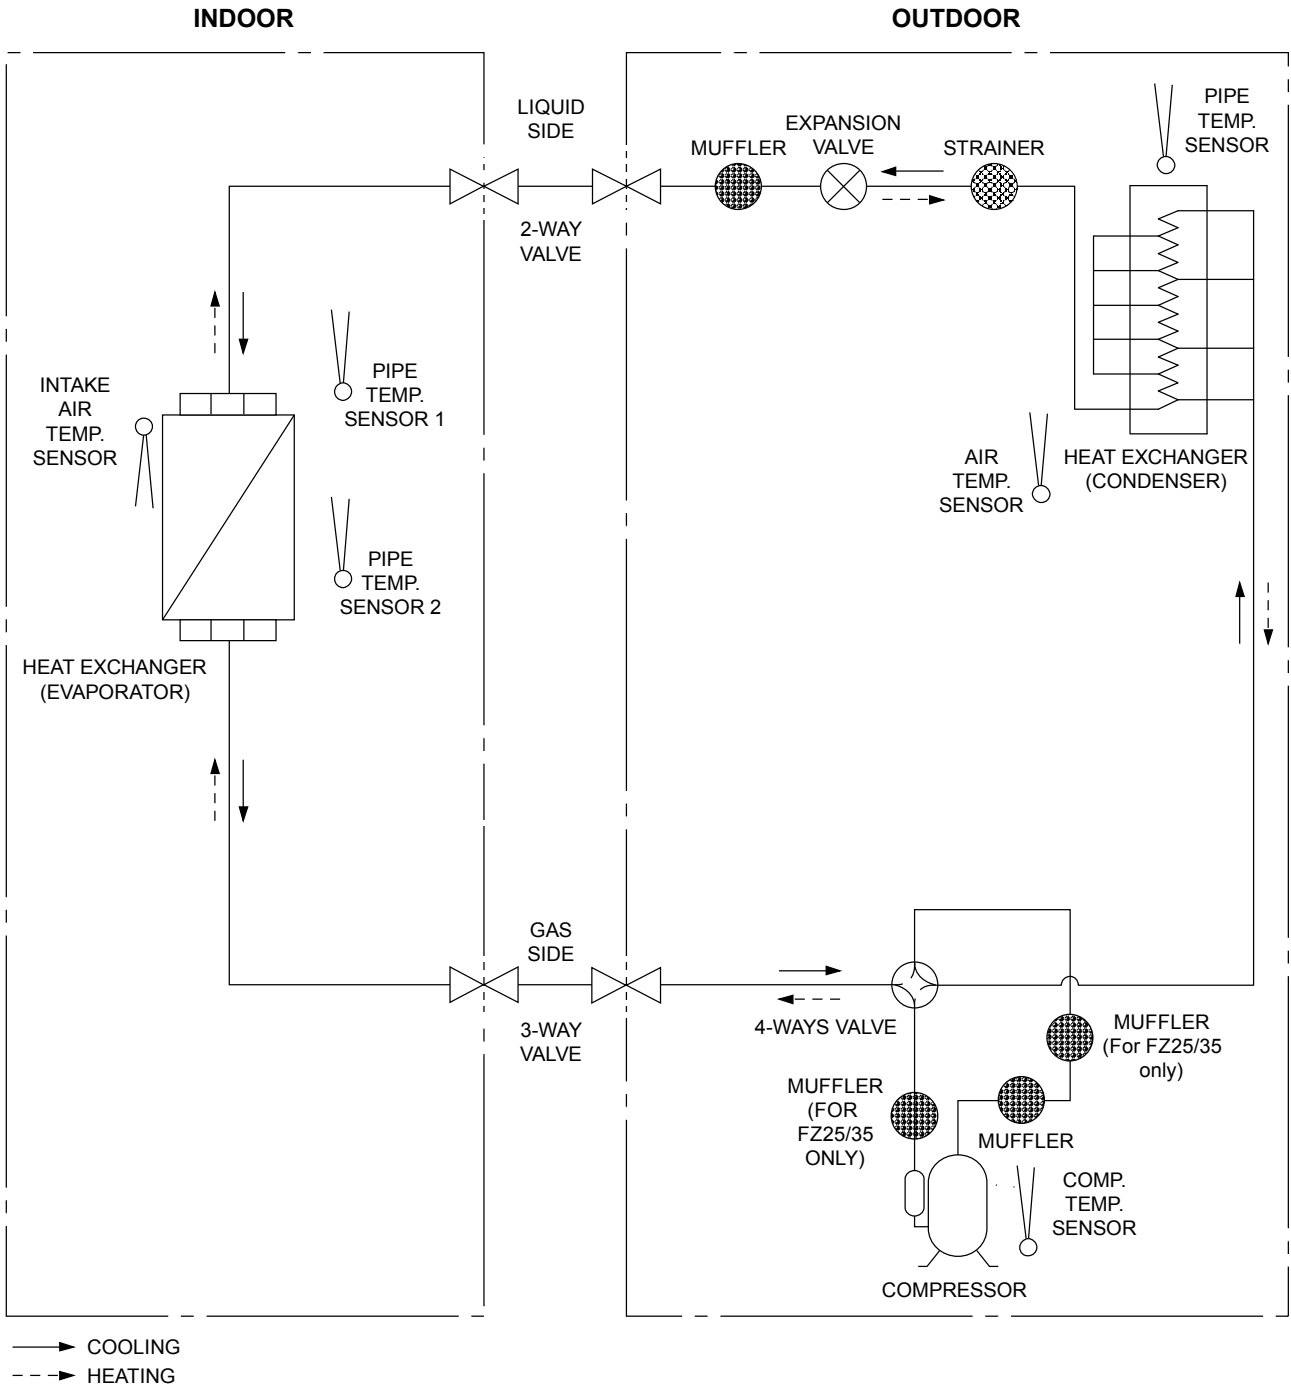 INDOOR
OUTDOOR
LIQUID
SIDE
2-WAY
VALVE
MUFFLER
EXPANSION
VALVE
STRAINER
PIPE
TEMP.
SENSOR
INTAKE
AIR
TEMP.
SENSOR
PIPE
TEMP.
SENSOR 1
PIPE
TEMP.
SENSOR 2
HEAT EXCHANGER
(EVAPORATOR)
AIR
TEMP.
SENSOR
HEAT EXCHANGER
(CONDENSER)
GAS
SIDE
3-WAY
VALVE
4-WAYS VALVE
MUFFLER
(For FZ25/35
only)
MUFFLER
(FOR
FZ25/35
ONLY)
MUFFLER
COMP.
TEMP.
SENSOR
COMPRESSOR
COOLING
HEATING